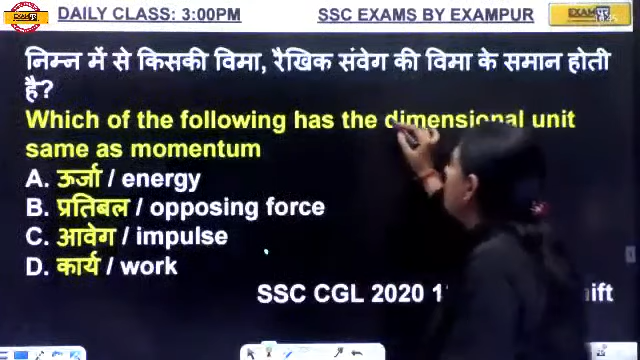 DAILY CLASS: 3:00PM
SSC EXAMS BY EXAMPUR
निम्न में से किसकी विमा, रैखिक संवेग की विमा के समान होती
है?
Which of the following has the dimensional unit
same as momentum
A. ऊर्जा / energy
B. प्रतिबल / opposing force
C. आवेग / impulse
D. कार्य / work
SSC CGL 2020